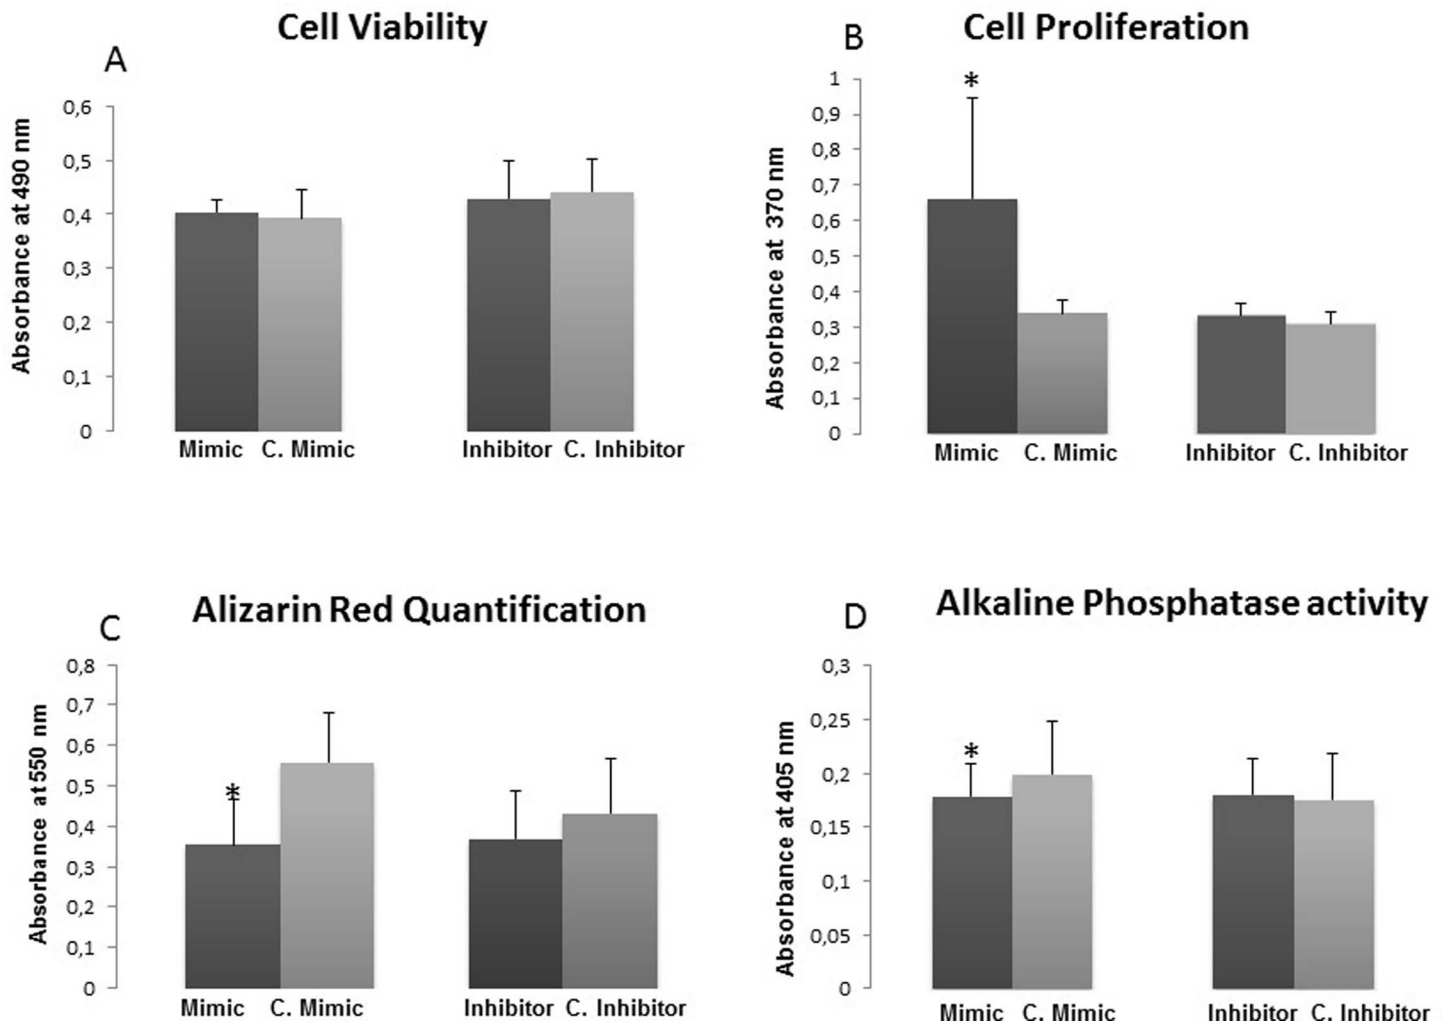 Cell Viability
A
Absorbance at 490 nm
0,6
0,5
0,4
0,3
0,2
0,1
0
Mimic C. Mimic Inhibitor C. Inhibitor
Cell Proliferation
B
Absorbance at 370 nm
1
0,9
0,8
0,7
0,6
0,5
0,4
0,3
0,2
0,1
0
*
Mimic C. Mimic Inhibitor C. Inhibitor
Alizarin Red Quantification
C
Absorbance at 550 nm
0,8
0,7
0,6
0,5
0,4
0,3
0,2
0,1
0
*
Mimic C. Mimic Inhibitor C. Inhibitor
Alkaline Phosphatase activity
D
Absorbance at 405 nm
0,3
0,25
0,2
0,15
0,1
0,05
0
*
Mimic C. Mimic Inhibitor C. Inhibitor